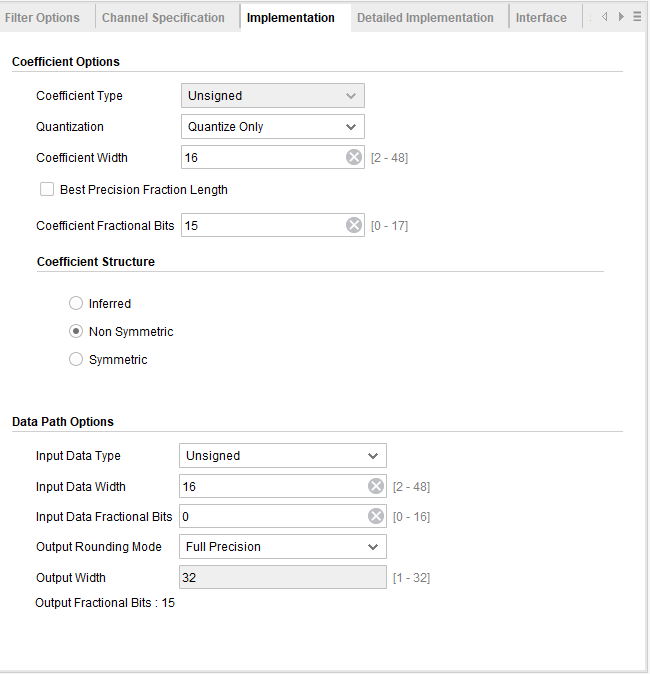 Filter Options Channel Specification Implementation Detailed Implementation Interface
Coefficient Options
Coefficient Type Unsigned
Quantization Quantize Only
Coefficient Width 16 [2 - 48]
Best Precision Fraction Length
Coefficient Fractional Bits 15 [0 - 17]
Coefficient Structure
Inferred
Non Symmetric
Symmetric
Data Path Options
Input Data Type Unsigned
Input Data Width 16 [2 - 48]
Input Data Fractional Bits 0 [0 - 16]
Output Rounding Mode Full Precision
Output Width 32 [1 - 32]
Output Fractional Bits : 15